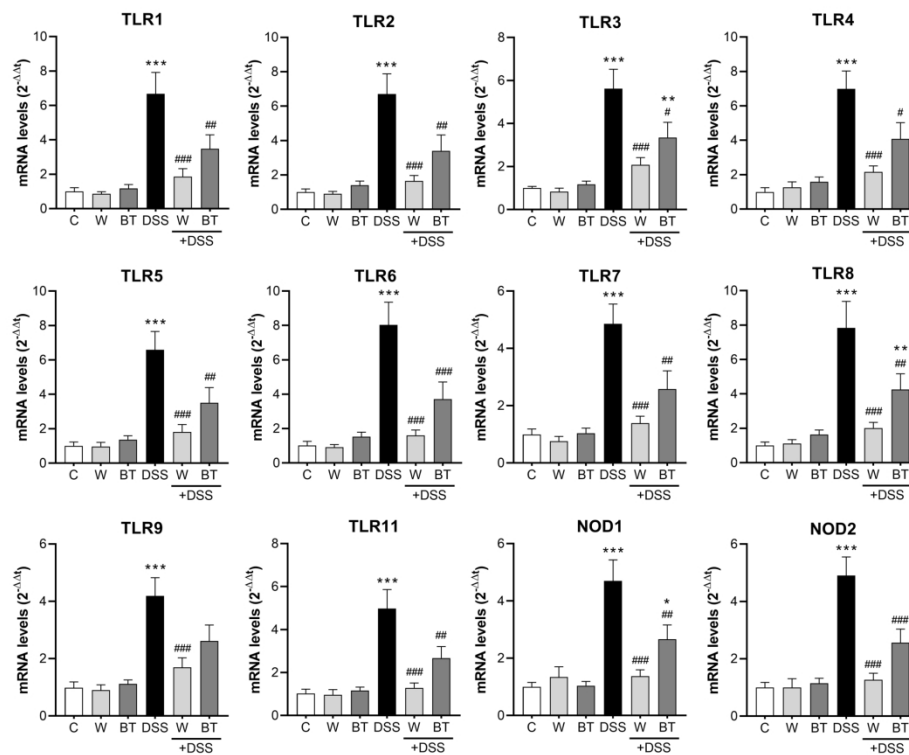 TLR1
mRNA levels (2^-ΔΔt)
10
8
6
4
2
0
***
###
##
C W BT DSS W BT
+DSS
TLR2
mRNA levels (2^-ΔΔt)
10
8
6
4
2
0
***
###
##
C W BT DSS W BT
+DSS
TLR3
mRNA levels (2^-ΔΔt)
8
6
4
2
0
***
###
**
#
C W BT DSS W BT
+DSS
TLR4
mRNA levels (2^-ΔΔt)
10
8
6
4
2
0
***
###
#
C W BT DSS W BT
+DSS
TLR5
mRNA levels (2^-ΔΔt)
10
8
6
4
2
0
***
###
##
C W BT DSS W BT
+DSS
TLR6
mRNA levels (2^-ΔΔt)
10
8
6
4
2
0
***
###
###
C W BT DSS W BT
+DSS
TLR7
mRNA levels (2^-ΔΔt)
6
4
2
0
***
###
##
C W BT DSS W BT
+DSS
TLR8
mRNA levels (2^-ΔΔt)
10
8
6
4
2
0
***
###
**
##
C W BT DSS W BT
+DSS
TLR9
mRNA levels (2^-ΔΔt)
6
4
2
0
***
###
C W BT DSS W BT
+DSS
TLR11
mRNA levels (2^-ΔΔt)
8
6
4
2
0
***
###
##
C W BT DSS W BT
+DSS
NOD1
mRNA levels (2^-ΔΔt)
6
4
2
0
***
###
*
##
C W BT DSS W BT
+DSS
NOD2
mRNA levels (2^-ΔΔt)
6
4
2
0
***
###
###
C W BT DSS W BT
+DSS